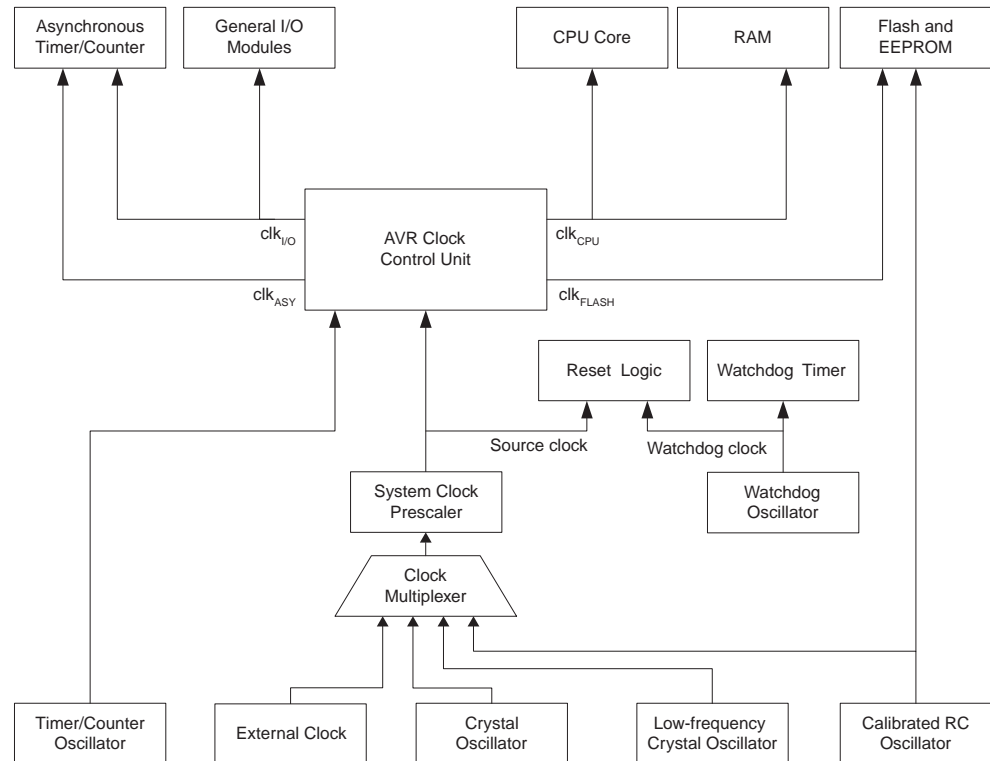 Asynchronous
Timer/Counter
General I/O
Modules
CPU Core
RAM
Flash and
EEPROM
clkI/O
AVR Clock
Control Unit
clkCPU
clkASY
clkFLASH
Reset Logic
Watchdog Timer
Source clock
Watchdog clock
System Clock
Prescaler
Watchdog
Oscillator
Clock
Multiplexer
Timer/Counter
Oscillator
External Clock
Crystal
Oscillator
Low-frequency
Crystal Oscillator
Calibrated RC
Oscillator